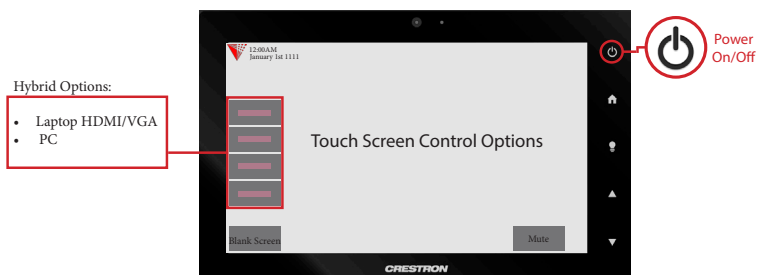 12:00AM
January 1st 1111
Power
On/Off
Hybrid Options:
• Laptop HDMI/VGA
• PC
Touch Screen Control Options
Blank Screen
Mute
CRESTRON